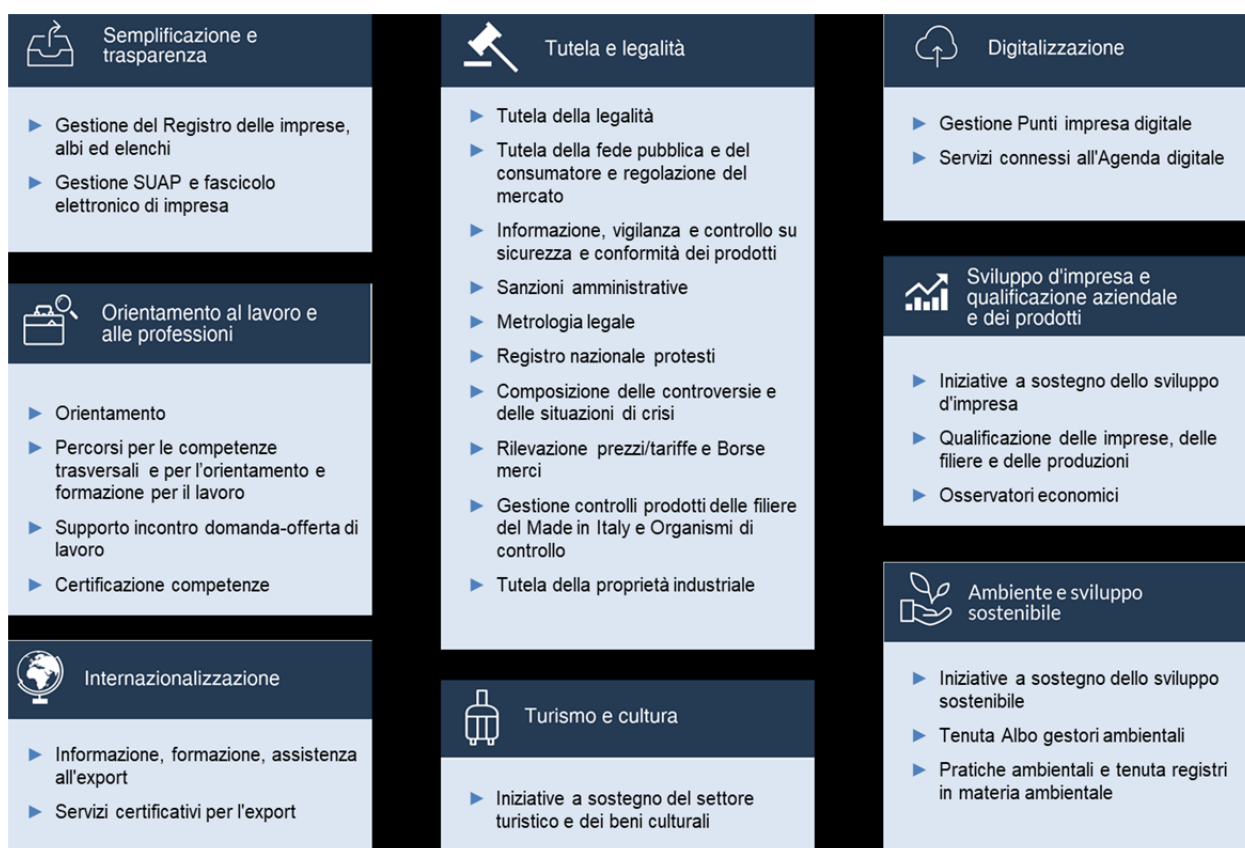 Semplificazione e
trasparenza
Gestione del Registro delle imprese,
albi ed elenchi
Gestione SUAP e fascicolo
elettronico di impresa
Orientamento al lavoro e
alle professioni
Orientamento
Percorsi per le competenze
trasversali e per l'orientamento e
formazione per il lavoro
Supporto incontro domanda-offerta di
lavoro
Certificazione competenze
Internazionalizzazione
Informazione, formazione, assistenza
all'export
Servizi certificativi per l'export
Tutela e legalità
Tutela della legalità
Tutela della fede pubblica e del
consumatore e regolazione del
mercato
Informazione, vigilanza e controllo su
sicurezza e conformità dei prodotti
Sanzioni amministrative
Metrologia legale
Registro nazionale protesti
Composizione delle controversie e
delle situazioni di crisi
Rilevazione prezzi/tariffe e Borse
merci
Gestione controlli prodotti delle filiere
del Made in Italy e Organismi di
controllo
Tutela della proprietà industriale
Turismo e cultura
Iniziative a sostegno del settore
turistico e dei beni culturali
Digitalizzazione
Gestione Punti impresa digitale
Servizi connessi all'Agenda digitale
Sviluppo d'impresa e
qualificazione aziendale
e dei prodotti
Iniziative a sostegno dello sviluppo
d'impresa
Qualificazione delle imprese, delle
filiere e delle produzioni
Osservatori economici
Ambiente e sviluppo
sostenibile
Iniziative a sostegno dello sviluppo
sostenibile
Tenuta Albo gestori ambientali
Pratiche ambientali e tenuta registri
in materia ambientale